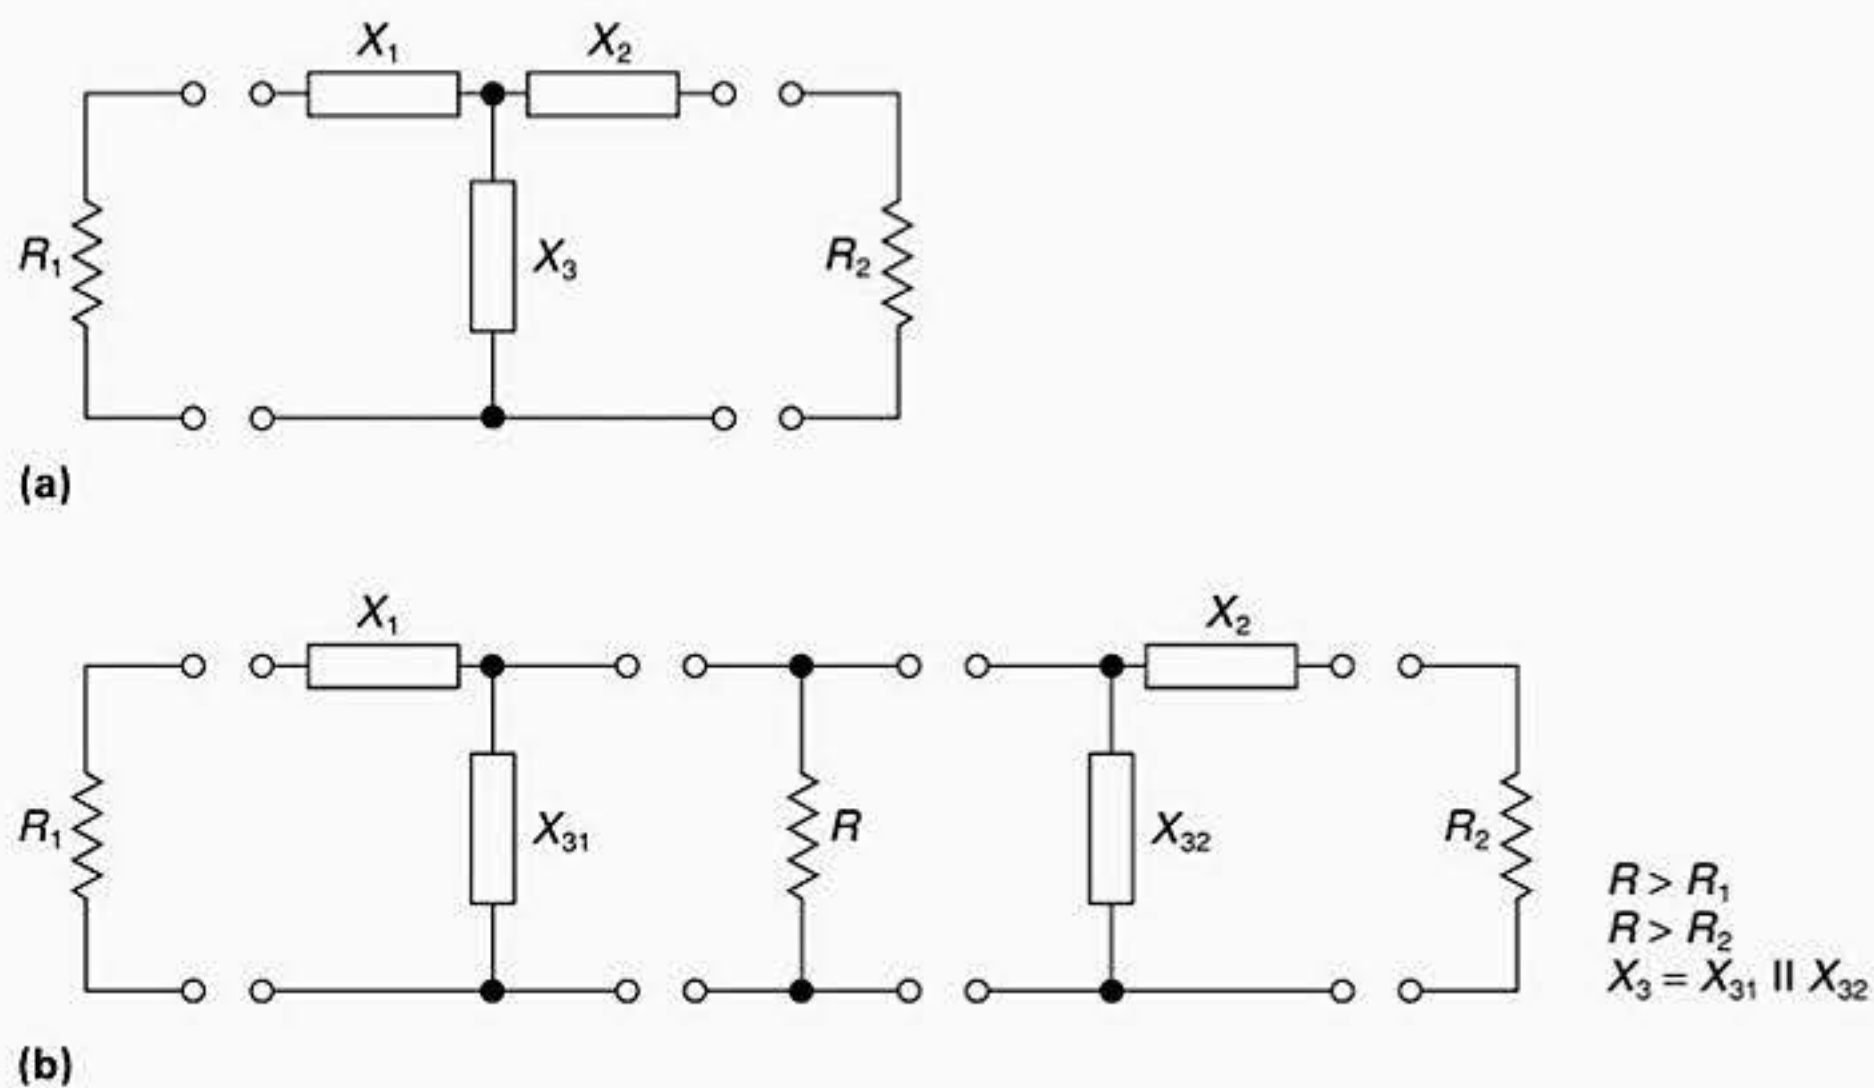 X₁ X₂
R₁ X₃ R₂
(a)
X₁ X₂
R₁ X₃₁ R X₃₂ R₂
R > R₁
R > R₂
X₃ = X₃₁ II X₃₂
(b)